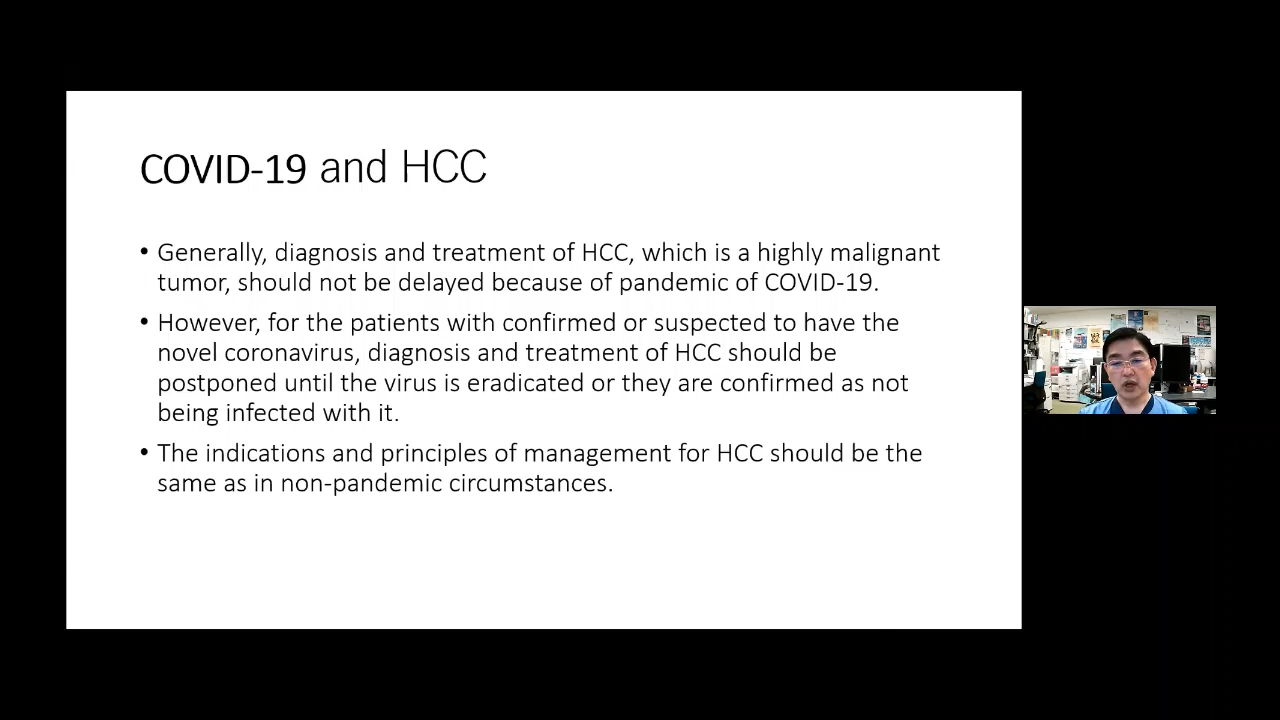 COVID-19 and HCC
• Generally, diagnosis and treatment of HCC, which is a highly malignant
tumor, should not be delayed because of pandemic of COVID-19.
• However, for the patients with confirmed or suspected to have the
novel coronavirus, diagnosis and treatment of HCC should be
postponed until the virus is eradicated or they are confirmed as not
being infected with it.
• The indications and principles of management for HCC should be the
same as in non-pandemic circumstances.